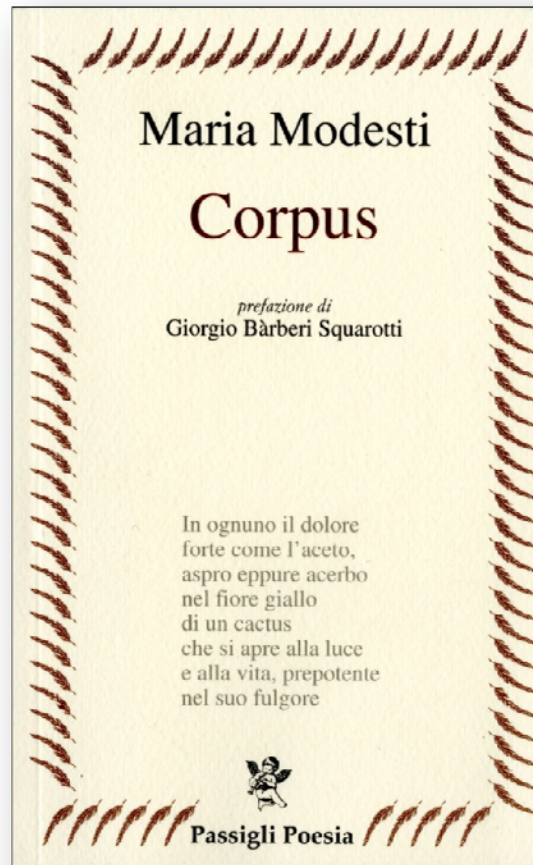 Maria Modesti
Corpus
prefazione di
Giorgio Bàrberi Squarotti
In ognuno il dolore
forte come l'aceto,
aspro eppure acerbo
nel fiore giallo
di un cactus
che si apre alla luce
e alla vita, prepotente
nel suo fulgore
Passigli Poesia